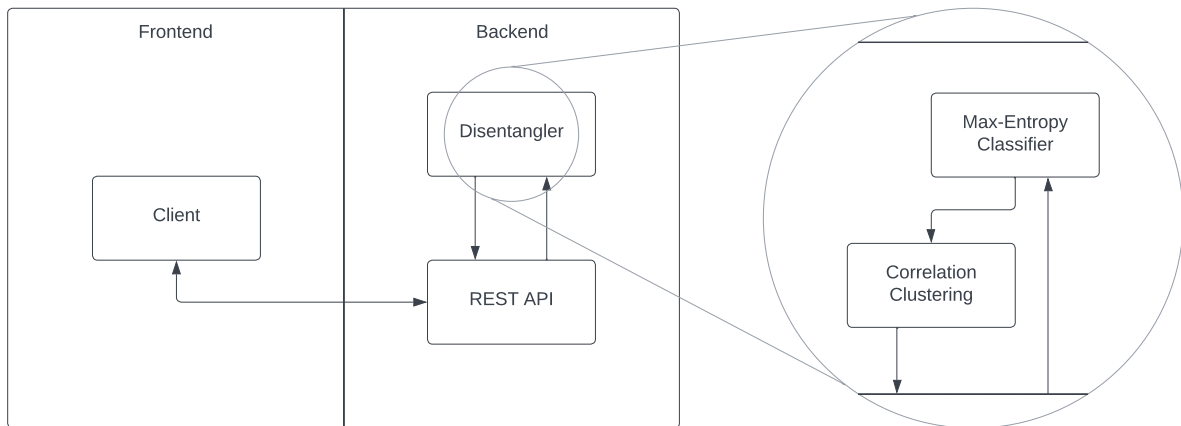 Frontend
Backend
Disentangler
Client
REST API
Max-Entropy
Classifier
Correlation
Clustering